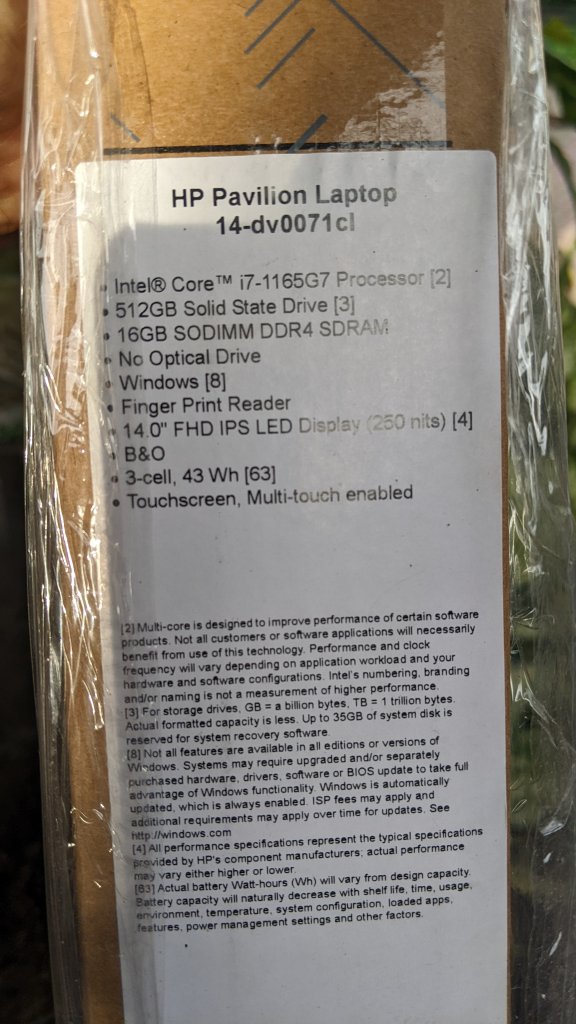 HP Pavilion Laptop
14-dv0071cl
• Intel® Core™ i7-1165G7 Processor [2]
• 512GB Solid State Drive [3]
• 16GB SODIMM DDR4 SDRAM
• No Optical Drive
• Windows [8]
• Finger Print Reader
• 14.0" FHD IPS LED Display (250 nits) [4]
• B&O
• 3-cell, 43 Wh [63]
• Touchscreen, Multi-touch enabled
[2] Multi-core is designed to improve performance of certain software
products. Not all customers or software applications will necessarily
benefit from use of this technology. Performance and clock
frequency will vary depending on application workload and your
hardware and software configurations. Intel's numbering, branding
and/or naming is not a measurement of higher performance.
[3] For storage drives, GB = a billion bytes, TB = 1 trillion bytes.
Actual formatted capacity is less. Up to 35GB of system disk is
reserved for system recovery software.
[8] Not all features are available in all editions or versions of
Windows. Systems may require upgraded and/or separately
purchased hardware, drivers, software or BIOS update to take full
advantage of Windows functionality. Windows is automatically
updated, which is always enabled. ISP fees may apply and
additional requirements may apply over time for updates. See
http://windows.com
[4] All performance specifications represent the typical specifications
provided by HP's component manufacturers; actual performance
may vary either higher or lower.
[63] Actual battery Watt-hours (Wh) will vary from design capacity.
Battery capacity will naturally decrease with shelf life, time, usage,
environment, temperature, system configuration, loaded apps,
features, power management settings and other factors.